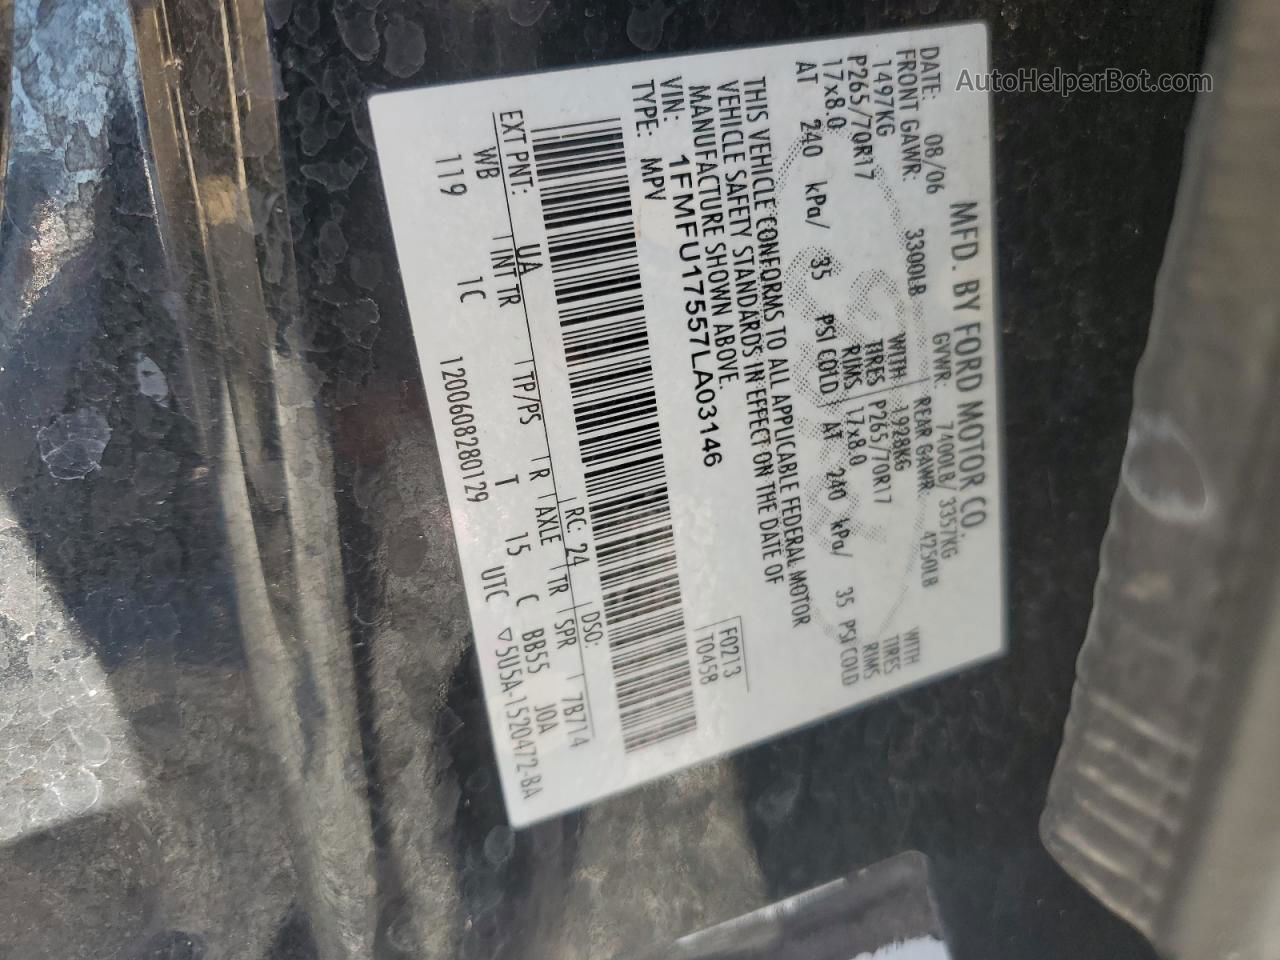 AutoHelperBot.com
MFD. BY FORD MOTOR CO.
DATE: 08/06 GVWR: 7400LB/ 3357KG
FRONT GAWR: 3300LB REAR GAWR: 4250LB
1497KG WITH 1928KG WITH
P265/70R17 TIRES P265/70R17 TIRES
17x8.0 RIMS 17x8.0 RIMS
AT 240 kPa/ 35 PSI COLD AT 240 kPa/ 35 PSI COLD
THIS VEHICLE CONFORMS TO ALL APPLICABLE FEDERAL MOTOR
VEHICLE SAFETY STANDARDS IN EFFECT ON THE DATE OF
MANUFACTURE SHOWN ABOVE.
VIN: 1FMFU17557LA03146 F0213
TYPE: MPV T0458
EXT PNT: UA RC: 24 DSO:
WB INT TR TP/PS R AXLE TR SPR 7B714
119 1C T 15 C BB55 J0A
1200608280129 UTC ▽5U5A-1520472-BA